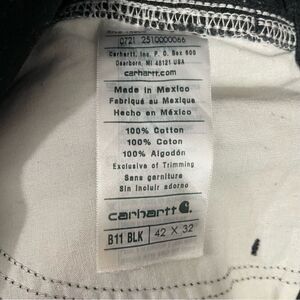 0721 2510000066
Carhartt, Inc. P.O. Box 600
Dearborn, MI 48121 USA
carhartt.com
Made in Mexico
Fabriqué au Mexique
Hecho en México
100% Cotton
100% Coton
100% Algodón
Exclusive of Trimming
Sans garniture
Sin incluir adorno
carhartt
B11 BLK 42 X 32